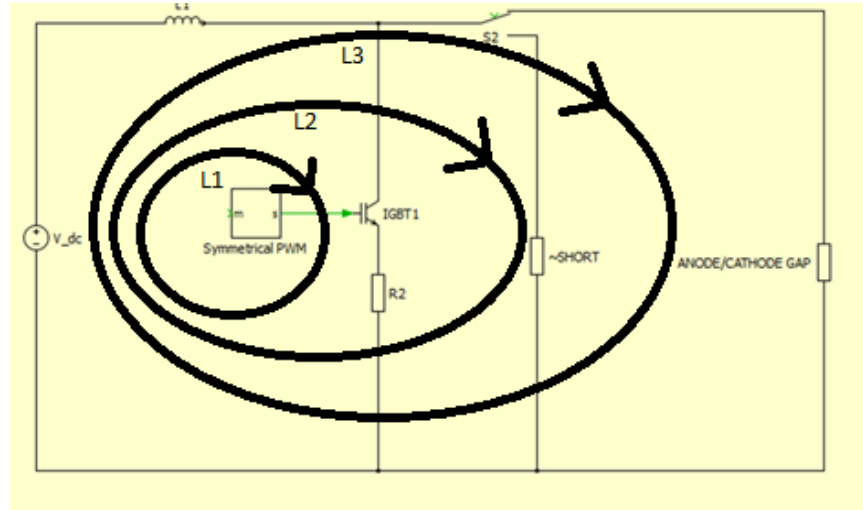 L1
S2
L3
L2
L1
m
s
IGBT1
V_dc
Symmetrical PWM
~SHORT
ANODE/CATHODE GAP
R2